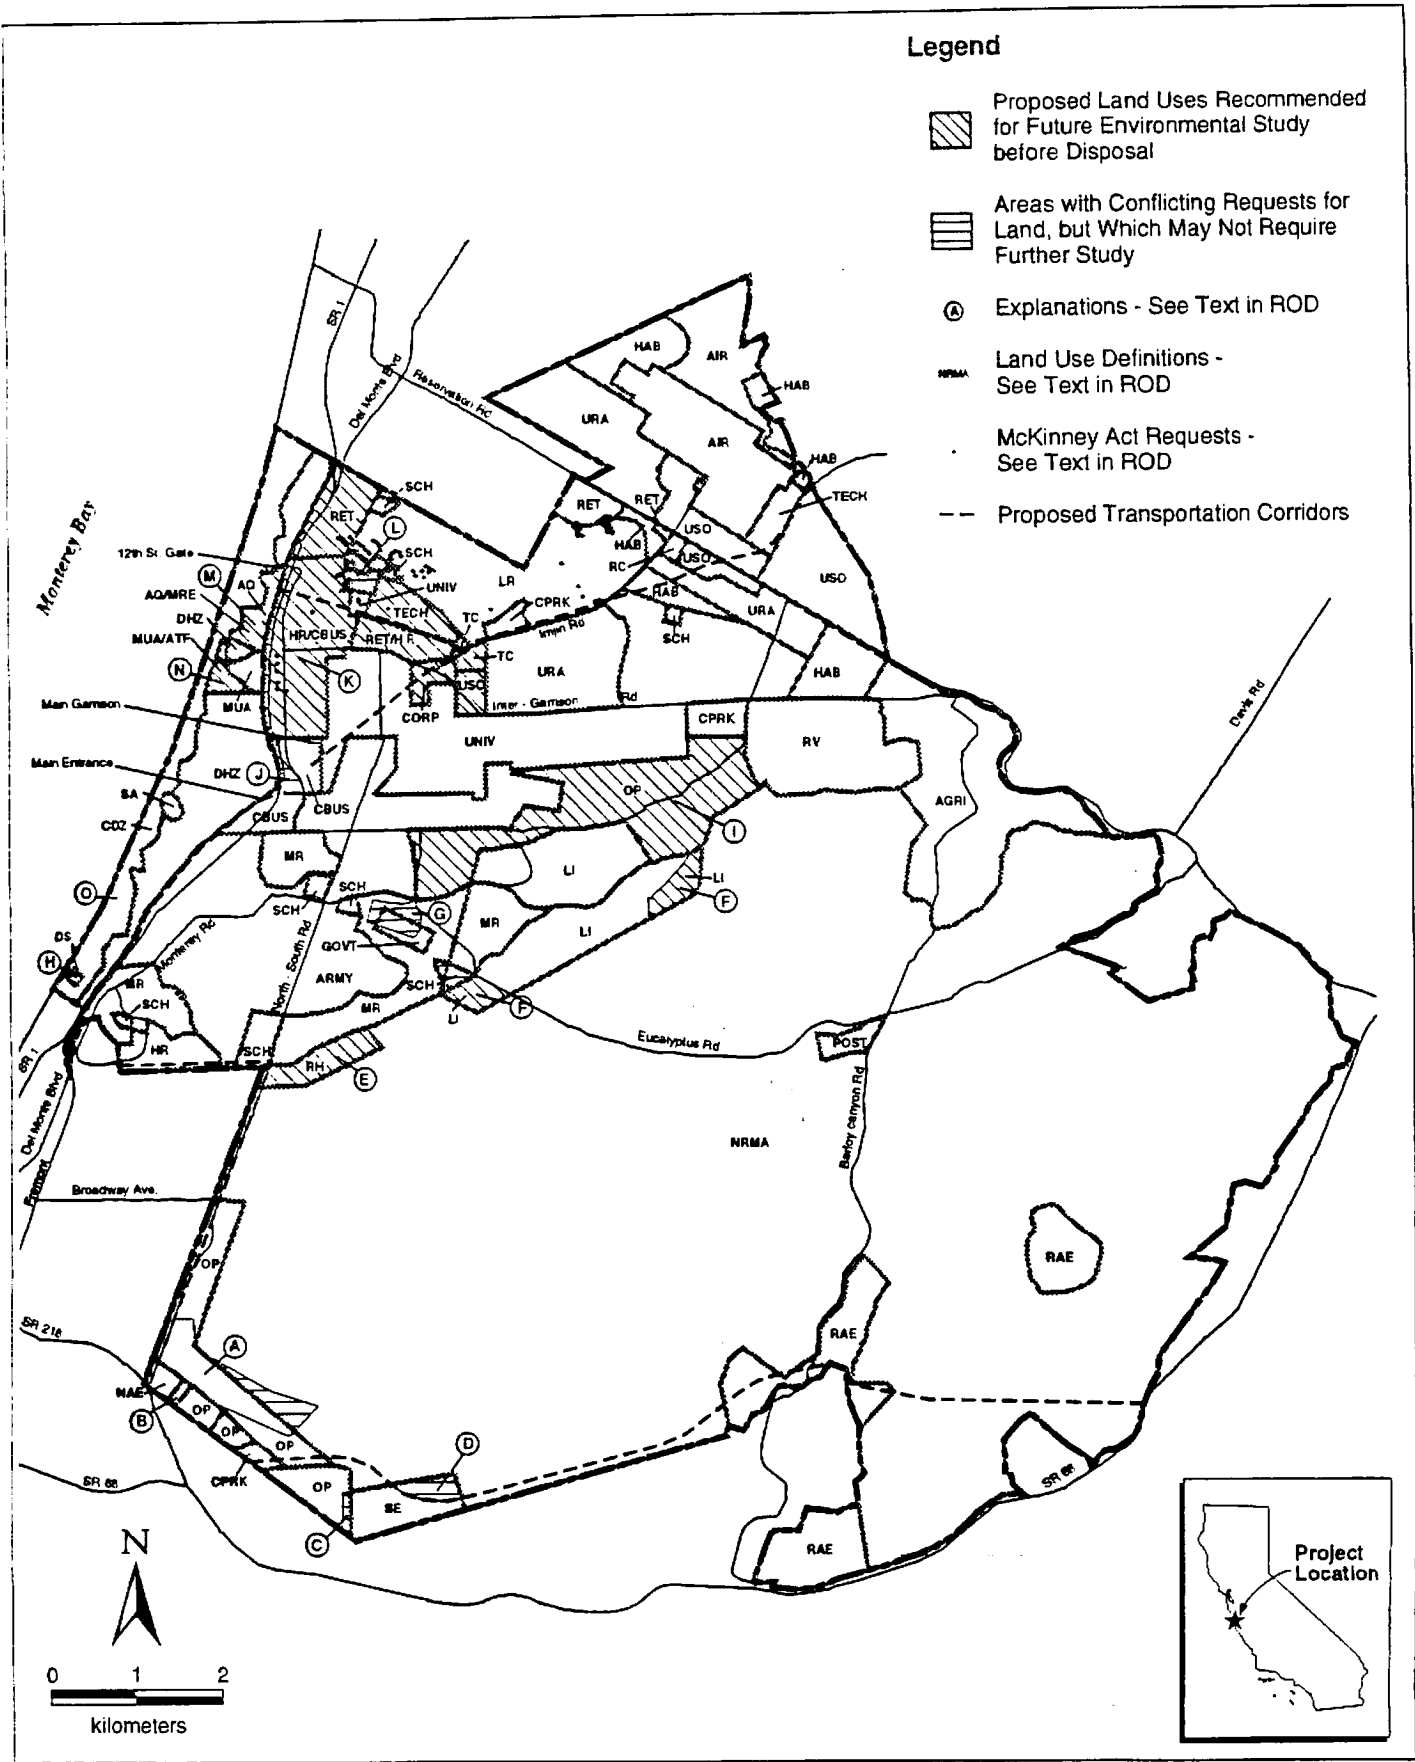 Legend
Proposed Land Uses Recommended
for Future Environmental Study
before Disposal
Areas with Conflicting Requests for
Land, but Which May Not Require
Further Study
A
Explanations - See Text in ROD
NRMA
Land Use Definitions -
See Text in ROD
McKinney Act Requests -
See Text in ROD
Proposed Transportation Corridors
SR 1
Del Monte Blvd
Reservation Rd
HAB
AIR
HAB
URA
AIR
HAB
TECH
SCH
RET
L
RET
RET
USO
Monterey Bay
12th St. Gate
SCH
HAB
USO
RC
USO
M
AQ
LR
UNIV
HAB
AQ/MRE
CPRK
TECH
TC
URA
DHZ
HR/CBUS
Imjin Rd
SCH
MUA/ATF
TC
N
K
URA
HAB
MUA
Inter - Garrison
Rd
Main Garrison
CORP
CPRK
UNIV
RV
Davis Rd
Main Entrance
DHZ
J
OP
SA
CBUS
CBUS
AGRI
CDZ
I
MR
LI
LI
SCH
O
SCH
F
G
MR
LI
DS
GOVT
Monterey Rd
North - South Rd
H
ARMY
SCH
MR
MR
SCH
LI
F
Eucalyptus Rd
POST
HR
SCH
RH
E
SR 1
Del Monte Blvd
Fremont
NRMA
Barloy canyon Rd
Broadway Ave.
OP
RAE
SR 218
A
RAE
NAE
B
OP
OP
OP
D
CPRK
OP
SE
SR 68
SR 68
C
RAE
N
0 1 2
kilometers
Project
Location